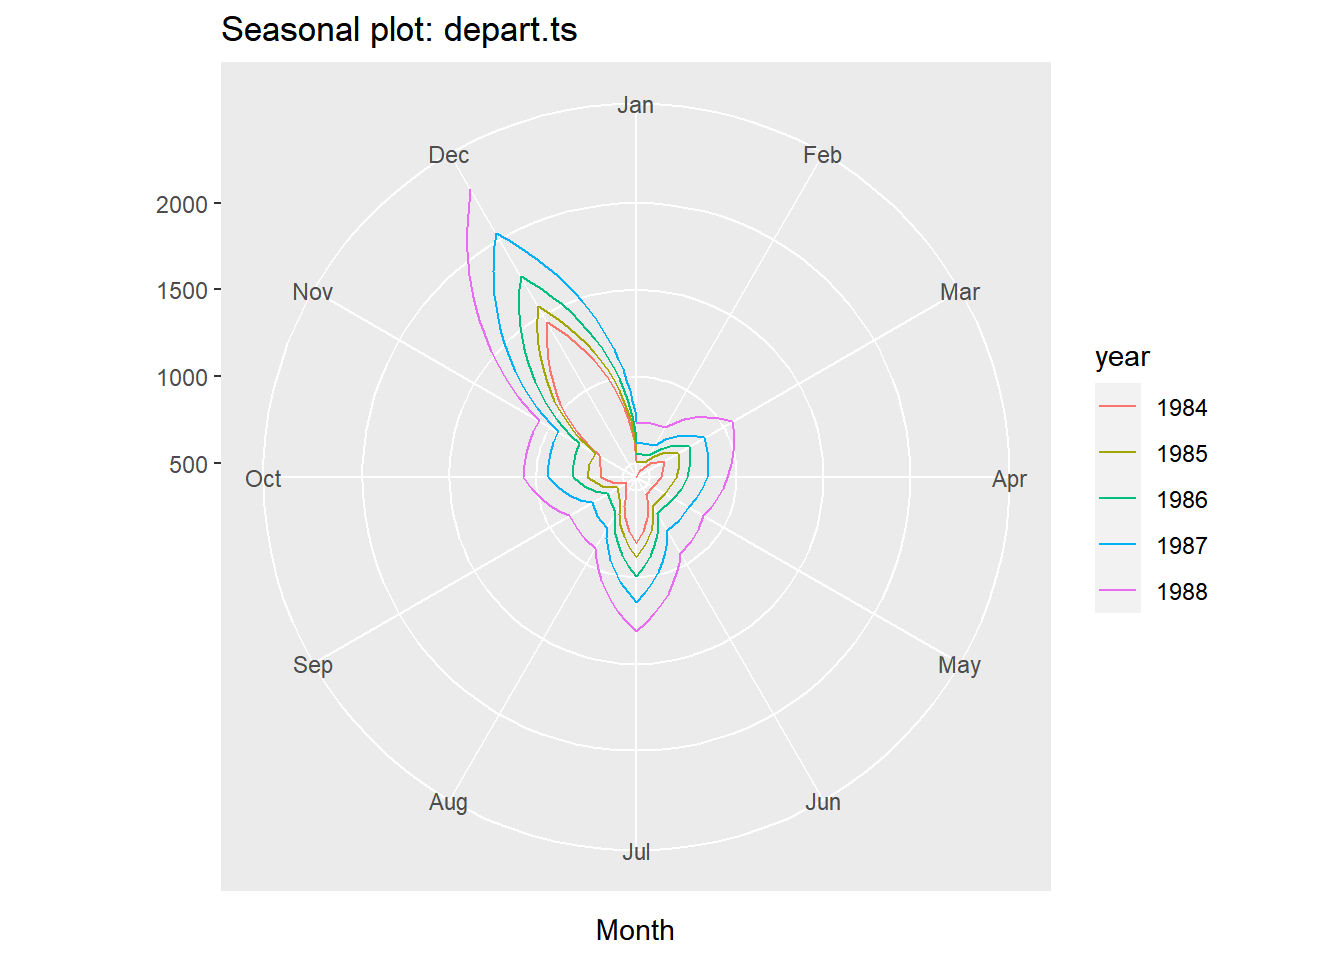 Seasonal plot: depart.ts
Jan
Dec
Feb
2000
Nov
Mar
1500
1000
500
Oct
Apr
Sep
May
Aug
Jun
Jul
Month
year
1984
1985
1986
1987
1988